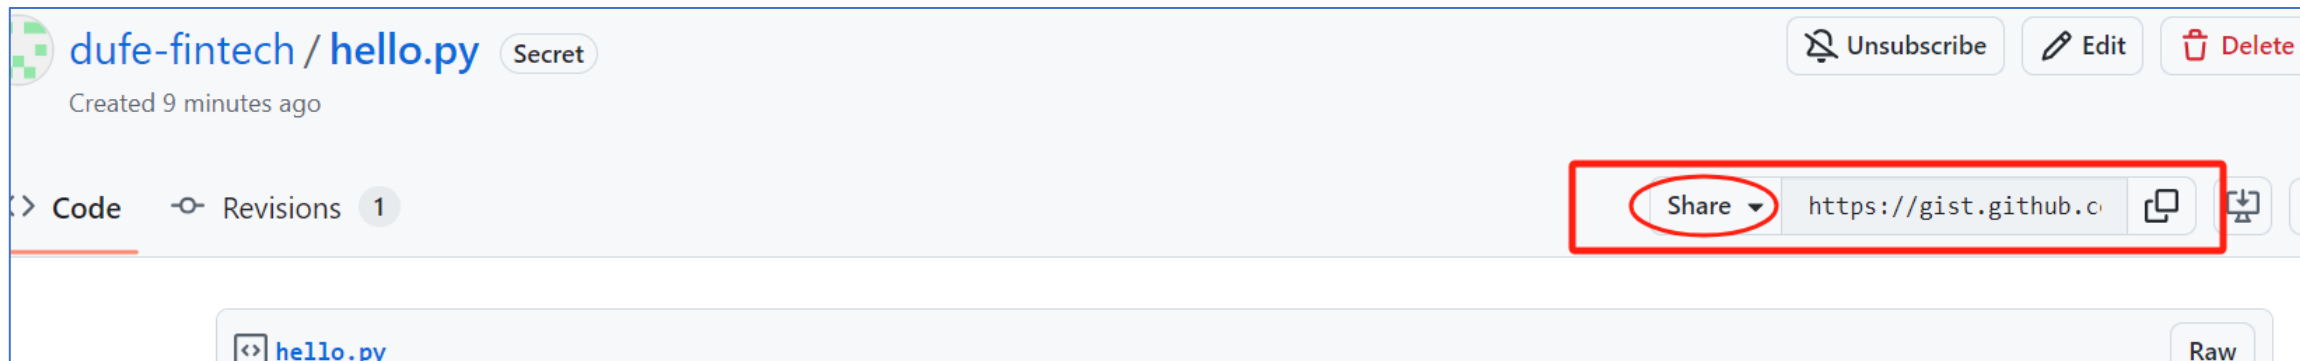 dufe-fintech / hello.py Secret
Unsubscribe Edit Delete
Created 9 minutes ago
<> Code Revisions 1
Share https://gist.github.c
<> hello.py
Raw